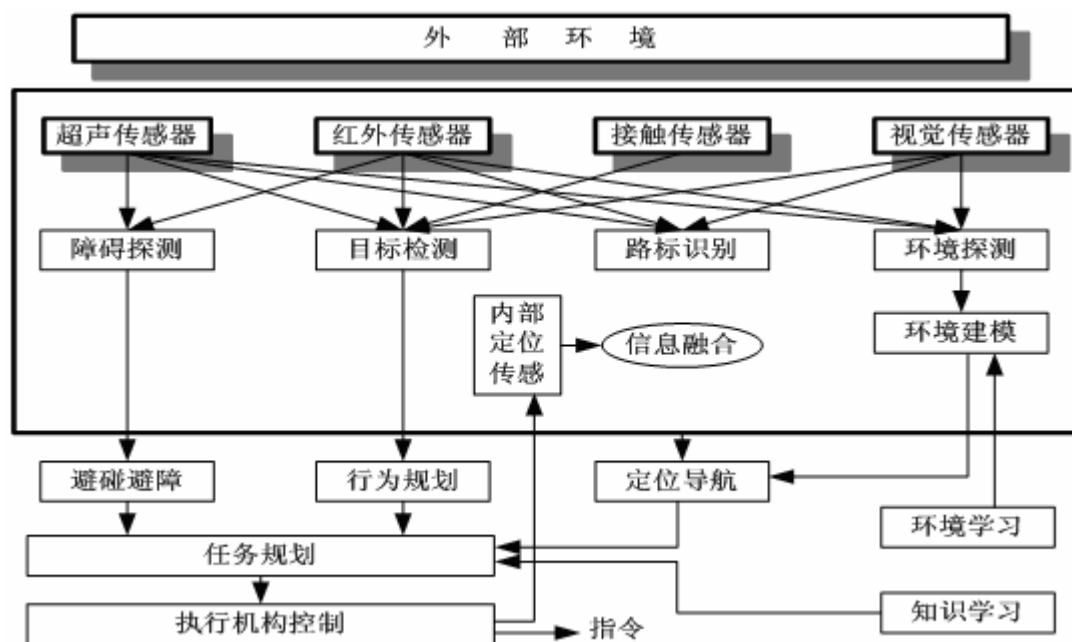 外 部 环 境
超声传感器
红外传感器
接触传感器
视觉传感器
障碍探测
目标检测
路标识别
环境探测
内部
定位
传感
信息融合
环境建模
避碰避障
行为规划
定位导航
环境学习
任务规划
知识学习
执行机构控制
指令